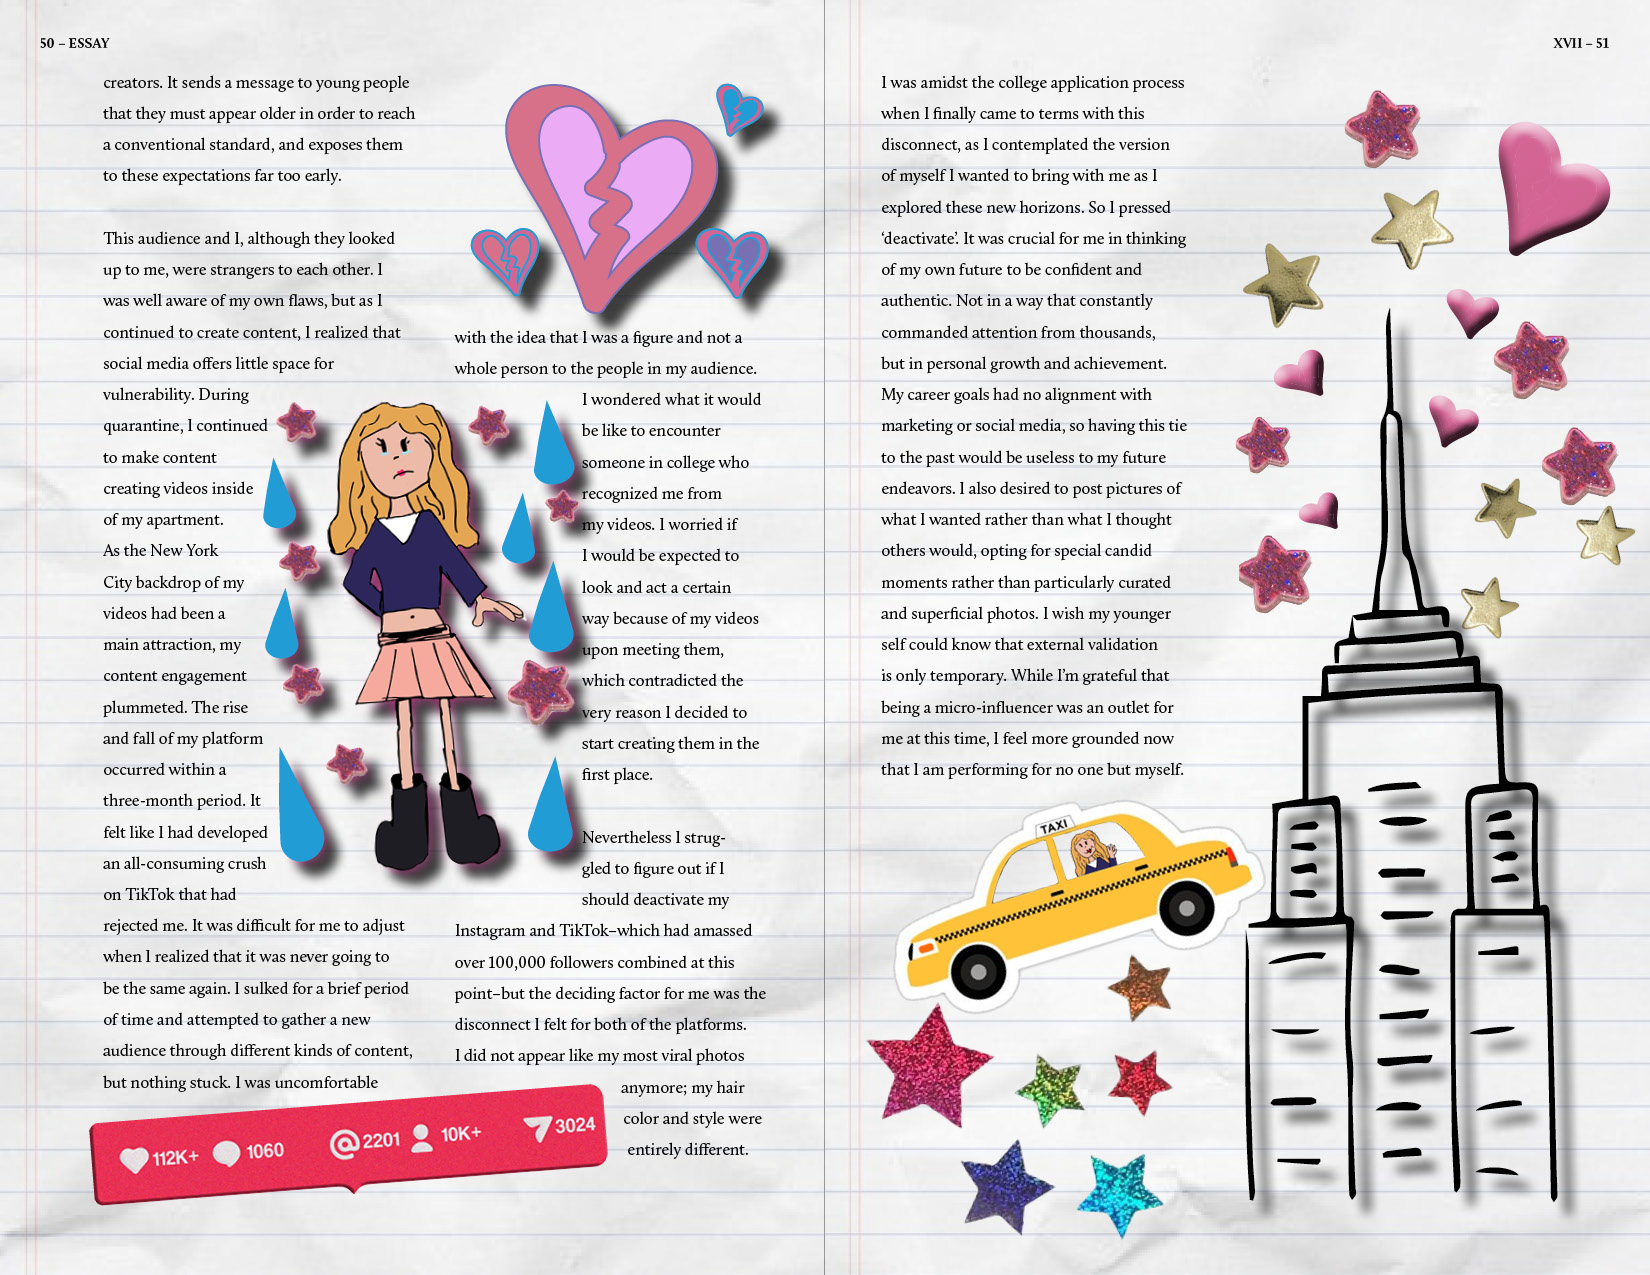 50 – ESSAY
creators. It sends a message to young people
that they must appear older in order to reach
a conventional standard, and exposes them
to these expectations far too early.
This audience and I, although they looked
up to me, were strangers to each other. I
was well aware of my own flaws, but as I
continued to create content, I realized that
social media offers little space for
vulnerability. During
quarantine, I continued
to make content
creating videos inside
of my apartment.
As the New York
City backdrop of my
videos had been a
main attraction, my
content engagement
plummeted. The rise
and fall of my platform
occurred within a
three-month period. It
felt like I had developed
an all-consuming crush
on TikTok that had
rejected me. It was difficult for me to adjust
when I realized that it was never going to
be the same again. I sulked for a brief period
of time and attempted to gather a new
audience through different kinds of content,
but nothing stuck. I was uncomfortable
with the idea that I was a figure and not a
whole person to the people in my audience.
I wondered what it would
be like to encounter
someone in college who
recognized me from
my videos. I worried if
I would be expected to
look and act a certain
way because of my videos
upon meeting them,
which contradicted the
very reason I decided to
start creating them in the
first place.
Nevertheless I strug-
gled to figure out if I
should deactivate my
Instagram and TikTok–which had amassed
over 100,000 followers combined at this
point–but the deciding factor for me was the
disconnect I felt for both of the platforms.
I did not appear like my most viral photos
anymore; my hair
color and style were
entirely different.
112K+ 1060 @2201 10K+ 3024
XVII – 51
I was amidst the college application process
when I finally came to terms with this
disconnect, as I contemplated the version
of myself I wanted to bring with me as I
explored these new horizons. So I pressed
‘deactivate’. It was crucial for me in thinking
of my own future to be confident and
authentic. Not in a way that constantly
commanded attention from thousands,
but in personal growth and achievement.
My career goals had no alignment with
marketing or social media, so having this tie
to the past would be useless to my future
endeavors. I also desired to post pictures of
what I wanted rather than what I thought
others would, opting for special candid
moments rather than particularly curated
and superficial photos. I wish my younger
self could know that external validation
is only temporary. While I’m grateful that
being a micro-influencer was an outlet for
me at this time, I feel more grounded now
that I am performing for no one but myself.
TAXI